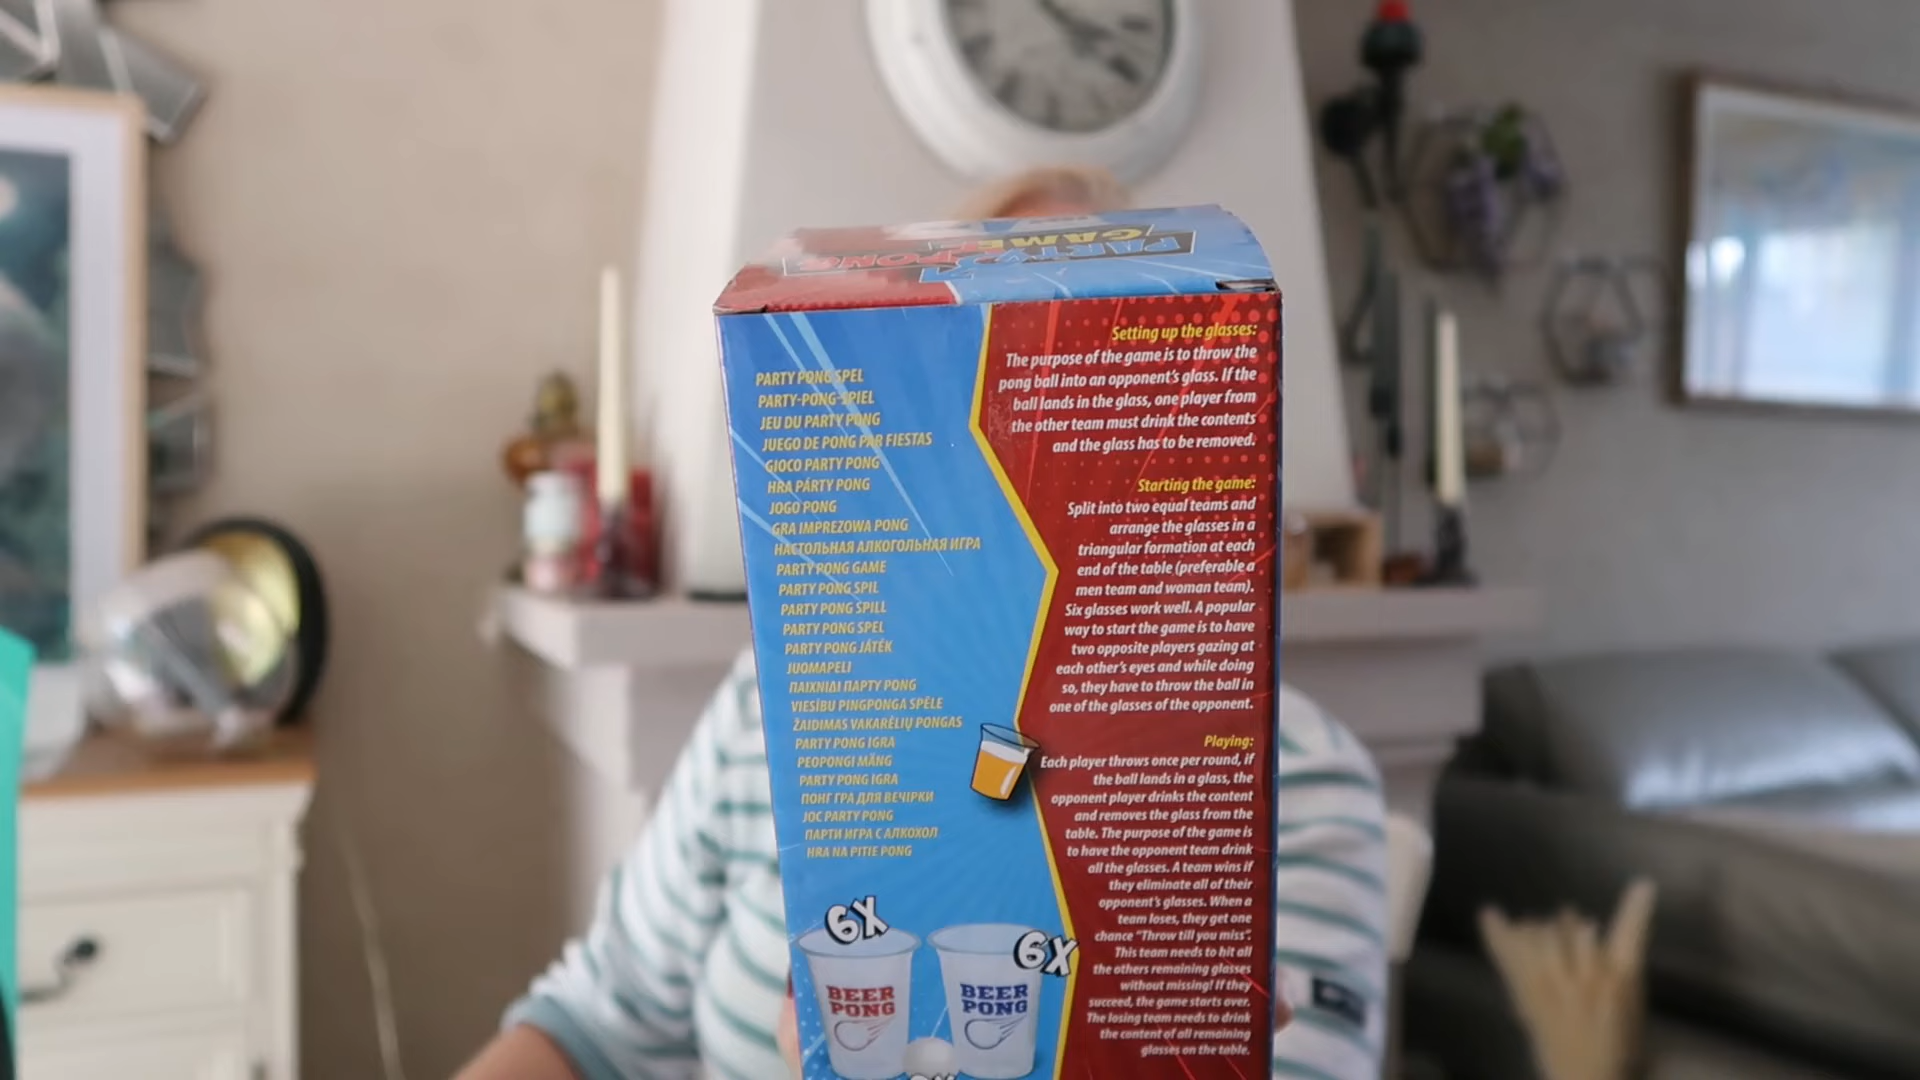 PARTY
GAME
PONG
PARTY PONG SPEL
PARTY-PONG-SPIEL
JEU DU PARTY PONG
JUEGO DE PONG PAR FIESTAS
GIOCO PARTY PONG
HRA PÁRTY PONG
JOGO PONG
GRA IMPREZOWA PONG
НАСТОЛЬНАЯ АЛКОГОЛЬНАЯ ИГРА
PARTY PONG GAME
PARTY PONG SPIL
PARTY PONG SPILL
PARTY PONG SPEL
PARTY PONG JÁTÉK
JUOMAPELI
ΠΑΙΧΝΙΔΙ ΠΑΡΤΥ PONG
VIESĪBU PINGPONGA SPĒLE
ŽAIDIMAS VAKARĖLIŲ PONGAS
PARTY PONG IGRA
PEOPONGI MÄNG
PARTY PONG IGRA
ПОНГ ГРА ДЛЯ ВЕЧІРКИ
JOC PARTY PONG
ПАРТИ ИГРА С АЛКОХОЛ
HRA NA PITIE PONG
6X
6X
BEER
PONG
BEER
PONG
Setting up the glasses:
The purpose of the game is to throw the
pong ball into an opponent's glass. If the
ball lands in the glass, one player from
the other team must drink the contents
and the glass has to be removed.
Starting the game:
Split into two equal teams and
arrange the glasses in a
triangular formation at each
end of the table (preferable a
men team and woman team).
Six glasses work well. A popular
way to start the game is to have
two opposite players gazing at
each other's eyes and while doing
so, they have to throw the ball in
one of the glasses of the opponent.
Playing:
Each player throws once per round, if
the ball lands in a glass, the
opponent player drinks the content
and removes the glass from the
table. The purpose of the game is
to have the opponent team drink
all the glasses. A team wins if
they eliminate all of their
opponent's glasses. When a
team loses, they get one
chance "Throw till you miss".
This team needs to hit all
the others remaining glasses
without missing! If they
succeed, the game starts over.
The losing team needs to drink
the content of all remaining
glasses on the table.